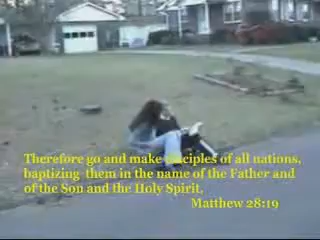 Therefore go and make disciples of all nations,
baptizing them in the name of the Father and
of the Son and the Holy Spirit,
Matthew 28:19